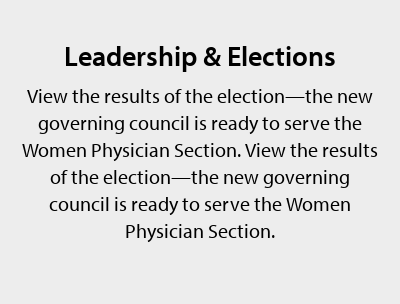 Leadership & Elections
View the results of the election—the new
governing council is ready to serve the
Women Physician Section. View the results
of the election—the new governing
council is ready to serve the Women
Physician Section.